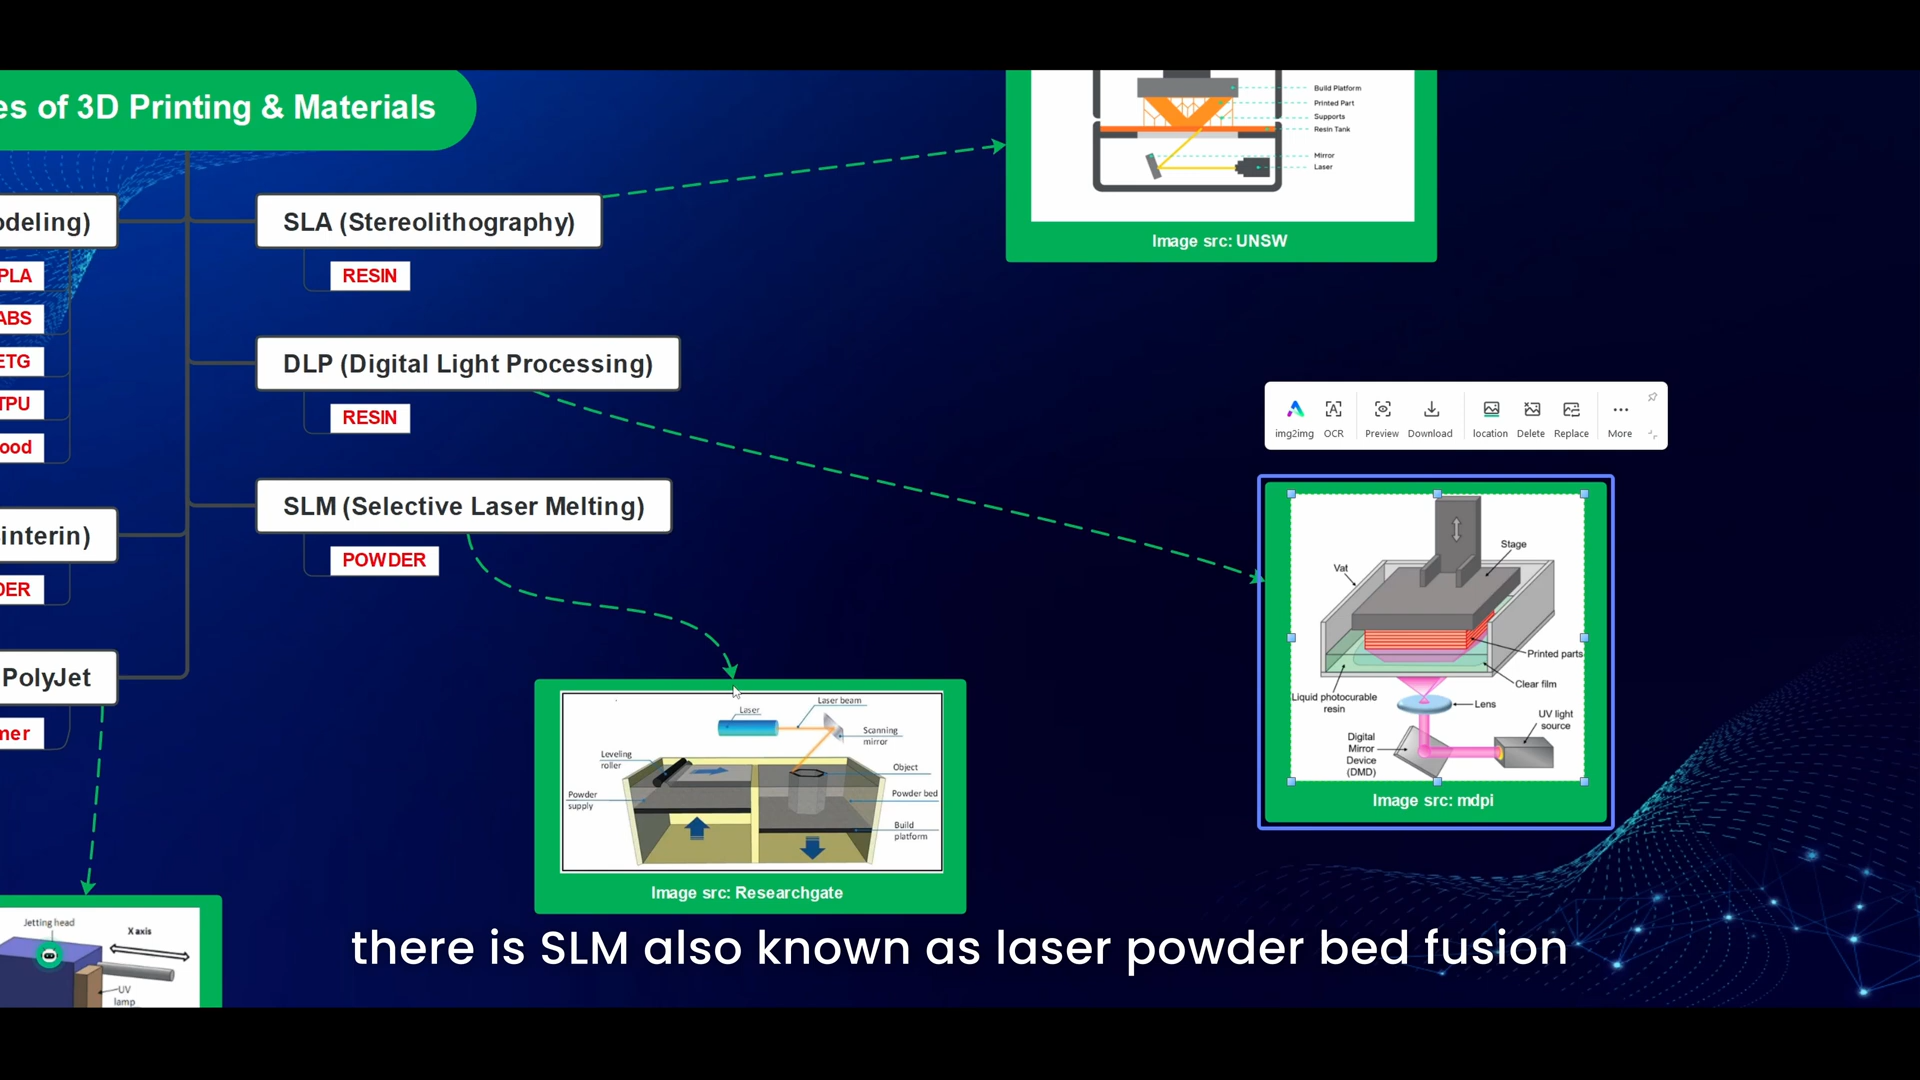 es of 3D Printing & Materials
odeling)
PLA
ABS
ETG
TPU
ood
interin)
DER
PolyJet
mer
SLA (Stereolithography)
RESIN
DLP (Digital Light Processing)
RESIN
SLM (Selective Laser Melting)
POWDER
Build Platform
Printed Part
Supports
Resin Tank
Mirror
Laser
Image src: UNSW
img2img
OCR
Preview
Download
location
Delete
Replace
More
Stage
Vat
Printed parts
Clear film
Liquid photocurable
resin
Lens
UV light
source
Digital
Mirror
Device
(DMD)
Image src: mdpi
Laser
Laser beam
Scanning
mirror
Leveling
roller
Object
Powder
supply
Powder bed
Build
platform
Image src: Researchgate
Jetting head
X axis
UV
lamp
there is SLM also known as laser powder bed fusion